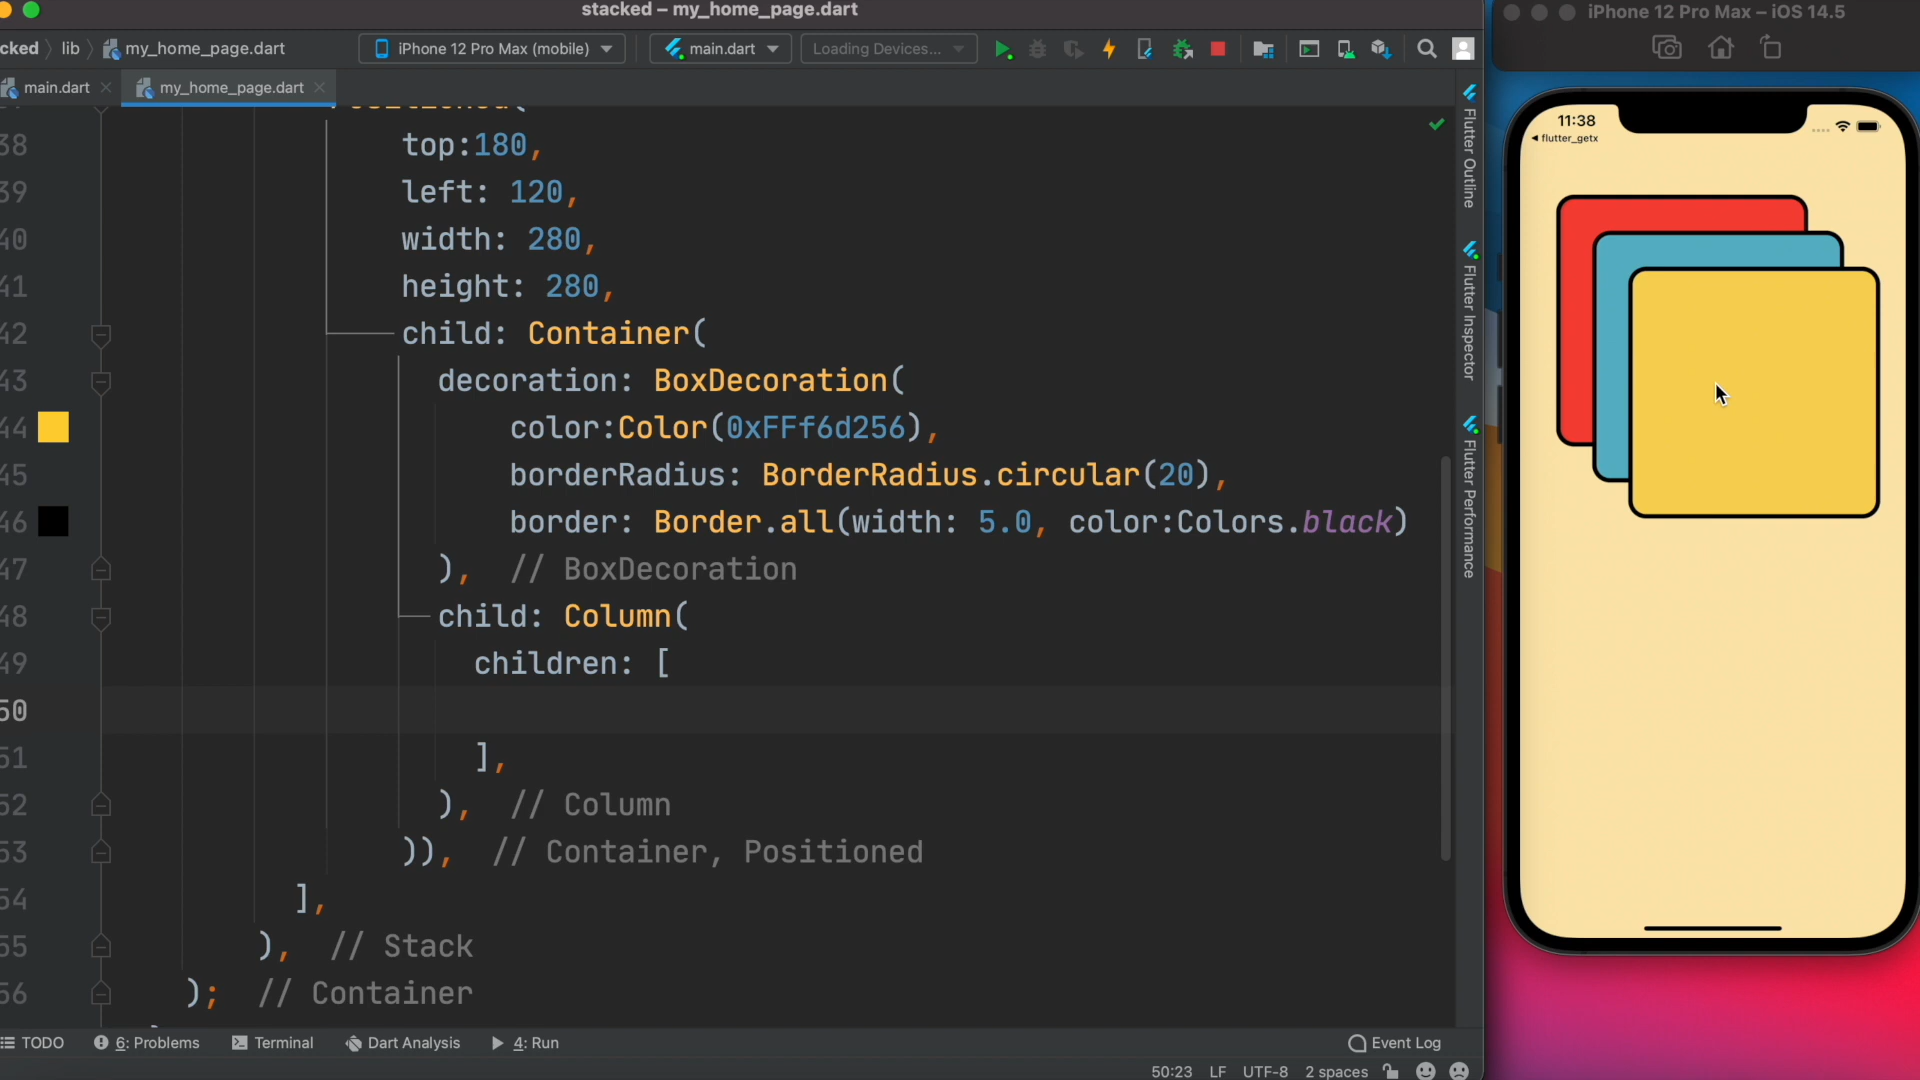 stacked – my_home_page.dart
cked lib my_home_page.dart
iPhone 12 Pro Max (mobile)
main.dart
Loading Devices...
main.dart
my_home_page.dart
38 top:180,
39 left: 120,
40 width: 280,
41 height: 280,
42 child: Container(
43 decoration: BoxDecoration(
44 color:Color(0xFFf6d256),
45 borderRadius: BorderRadius.circular(20),
46 border: Border.all(width: 5.0, color:Colors.black)
47 ), // BoxDecoration
48 child: Column(
49 children: [
50
51 ],
52 ), // Column
53 )), // Container, Positioned
54 ],
55 ), // Stack
56 ); // Container
Flutter Outline
Flutter Inspector
Flutter Performance
TODO
6: Problems
Terminal
Dart Analysis
4: Run
Event Log
50:23 LF UTF-8 2 spaces
iPhone 12 Pro Max – iOS 14.5
11:38
◂ flutter_getx